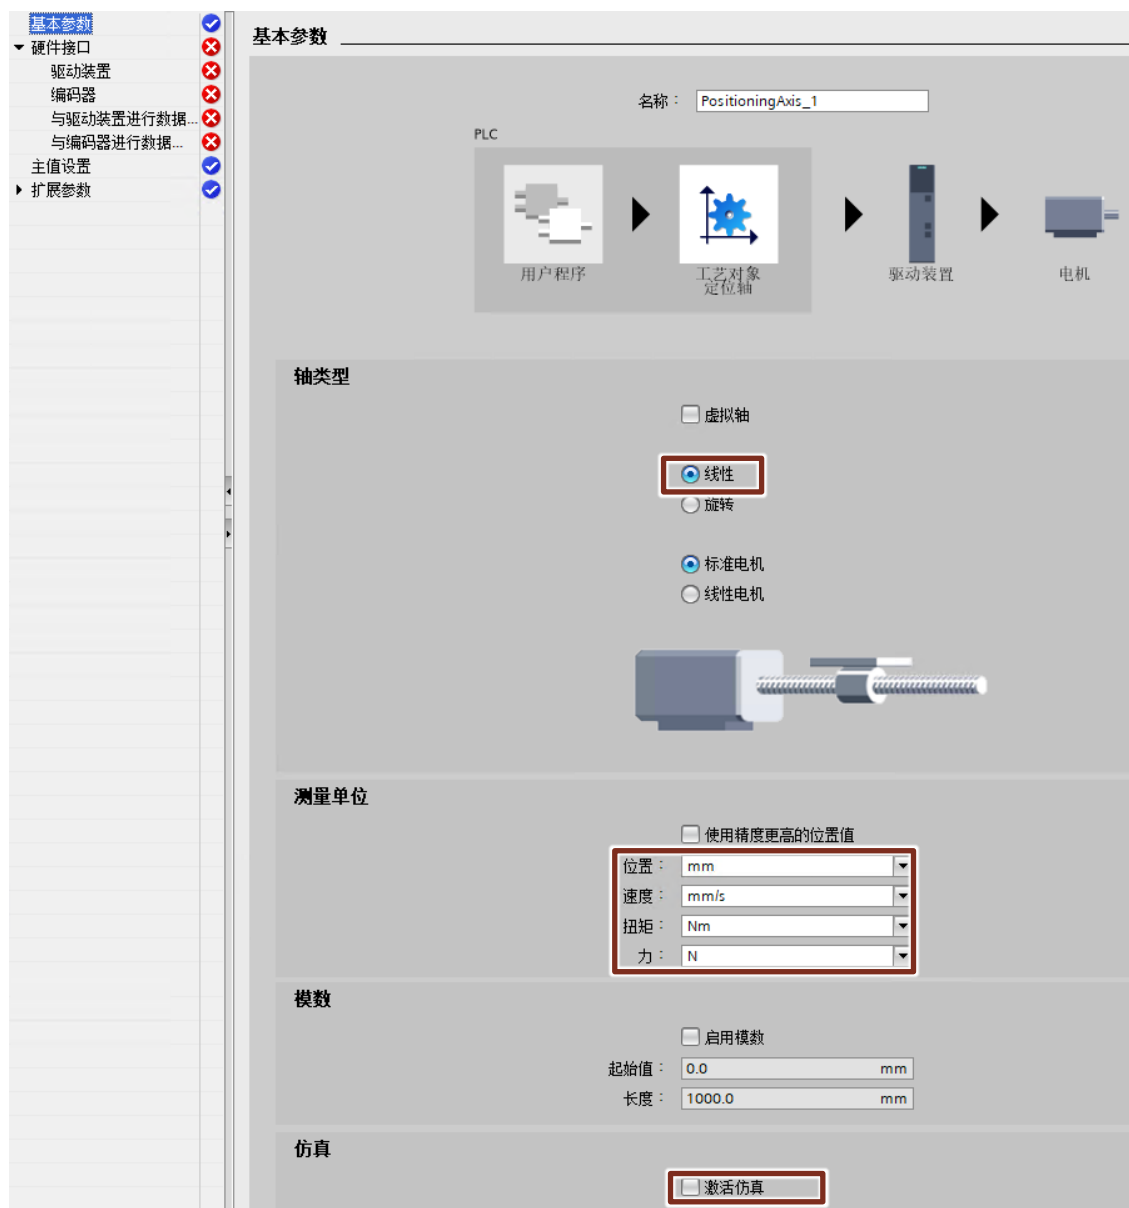 基本参数
硬件接口
驱动装置
编码器
与驱动装置进行数据...
与编码器进行数据...
主值设置
扩展参数
基本参数
名称： PositioningAxis_1
PLC
用户程序
工艺对象
定位轴
驱动装置
电机
轴类型
虚拟轴
线性
旋转
标准电机
线性电机
测量单位
使用精度更高的位置值
位置： mm
速度： mm/s
扭矩： Nm
力： N
模数
启用模数
起始值： 0.0 mm
长度： 1000.0 mm
仿真
激活仿真